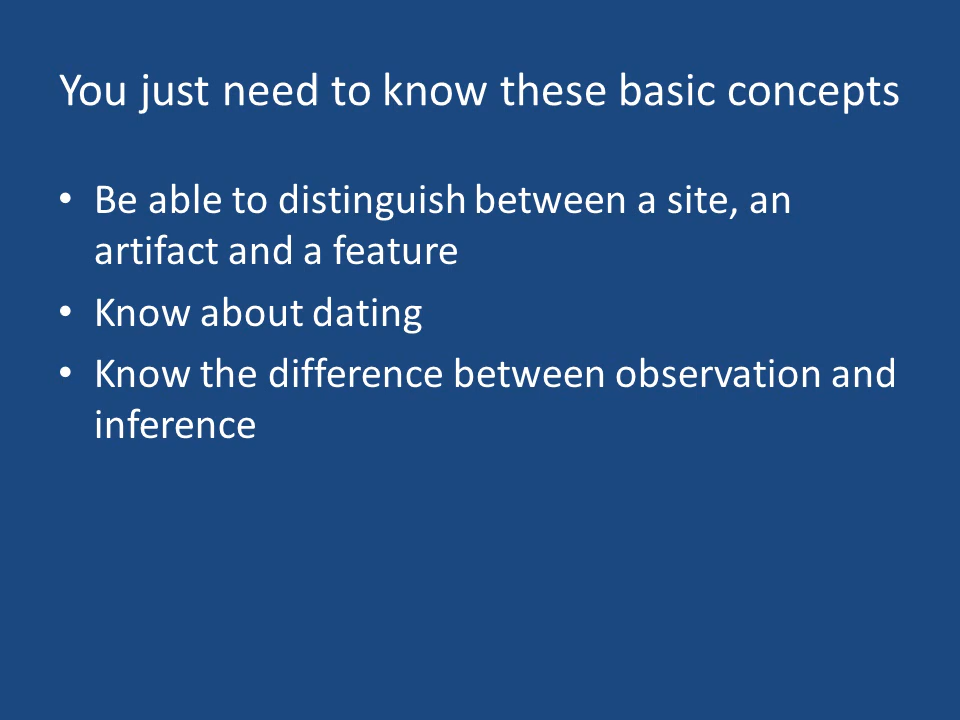 You just need to know these basic concepts
• Be able to distinguish between a site, an
artifact and a feature
• Know about dating
• Know the difference between observation and
inference